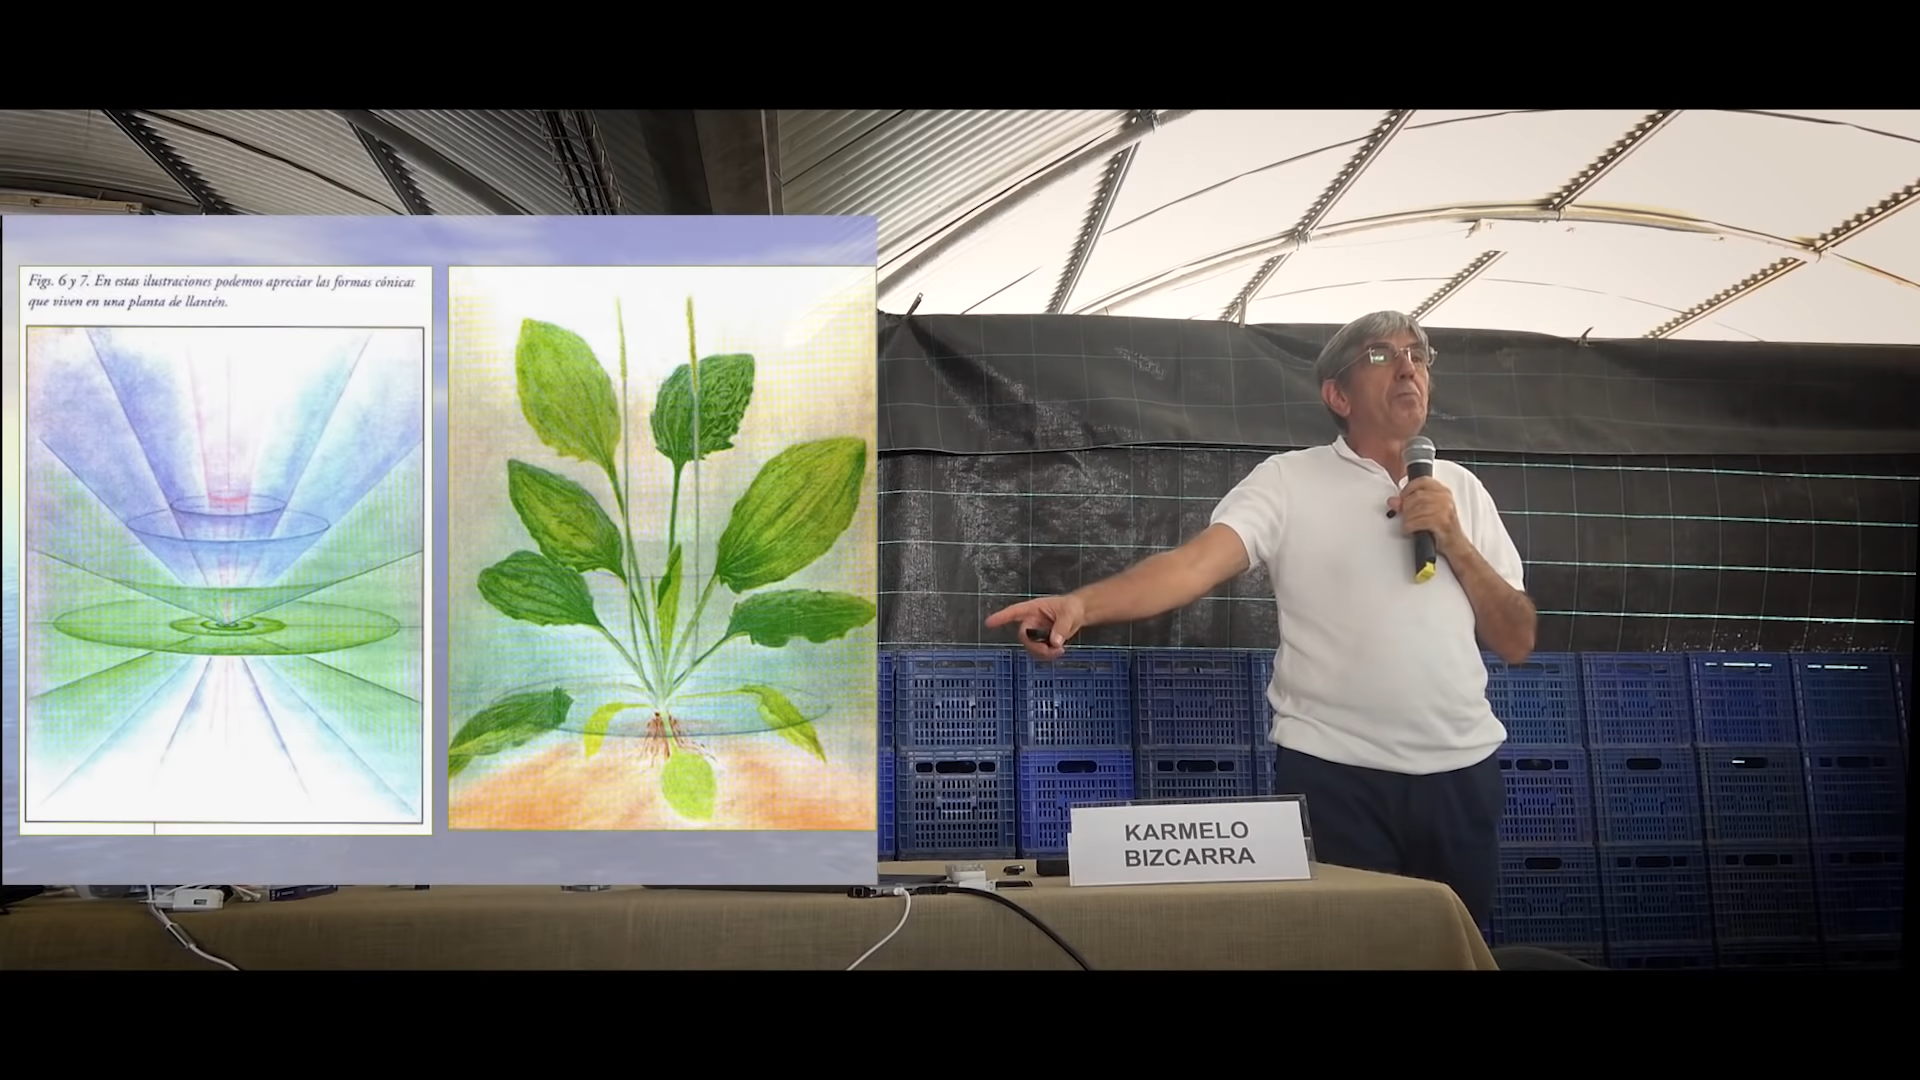 Figs. 6 y 7. En estas ilustraciones podemos apreciar las formas cónicas
que viven en una planta de llantén.
KARMELO
BIZCARRA